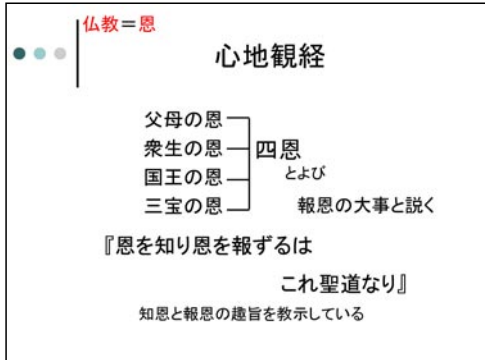 仏教＝恩
心地観経
父母の恩
衆生の恩
国王の恩
三宝の恩
四恩
とよび
報恩の大事と説く
『恩を知り恩を報ずるは
これ聖道なり』
知恩と報恩の趣旨を教示している